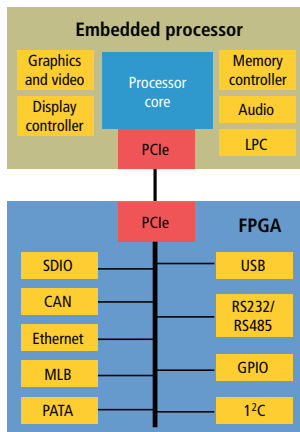 Embedded processor
Graphics
and video
Display
controller
Processor
core
Memory
controller
Audio
LPC
PCIe
PCIe
FPGA
SDIO
CAN
Ethernet
MLB
PATA
USB
RS232/
RS485
GPIO
1²C